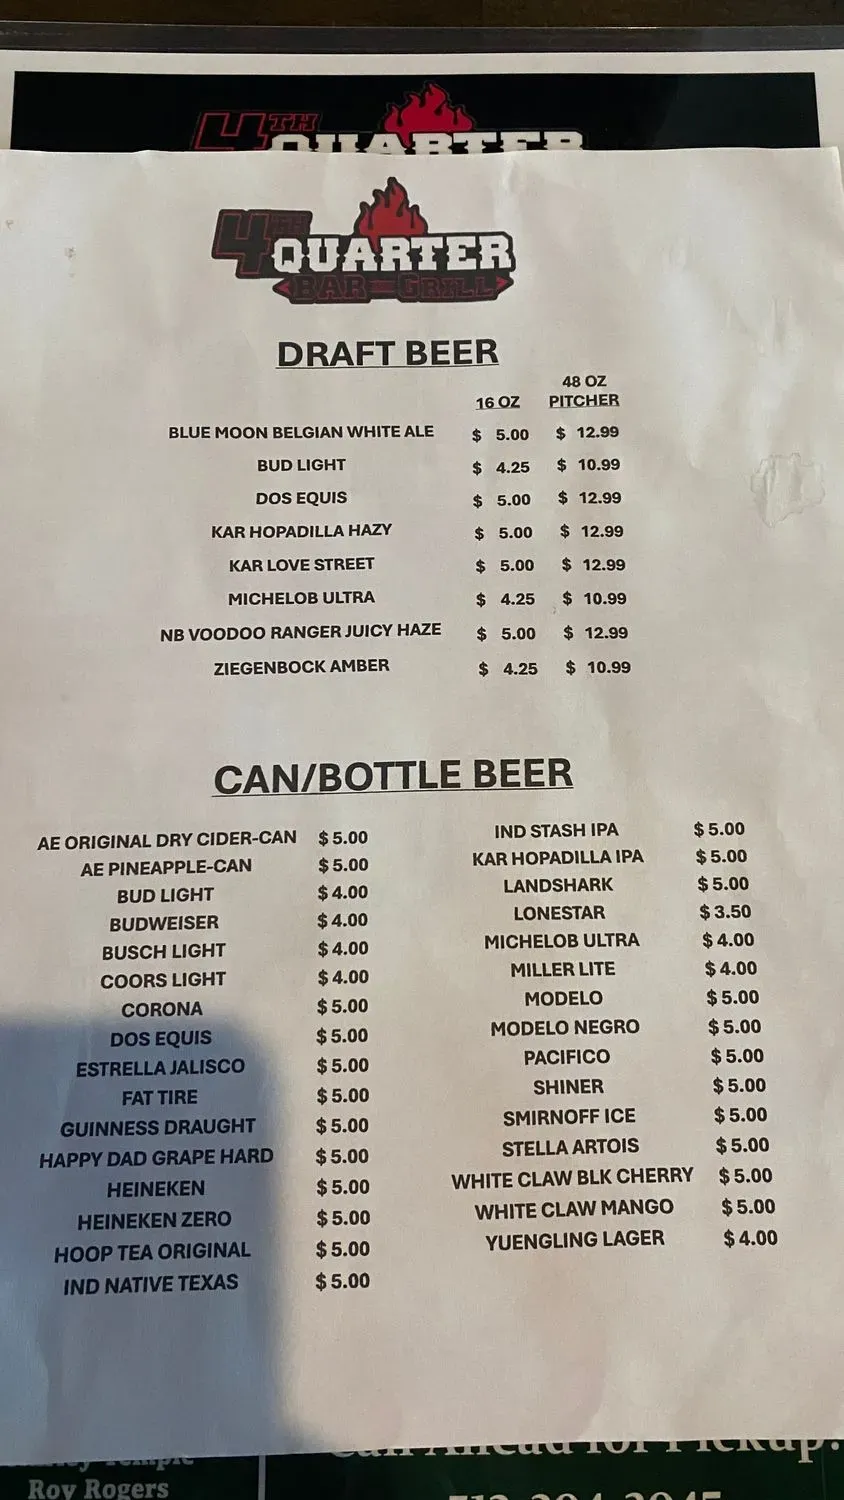 4TH
QUARTER
4TH
QUARTER
BAR GRILL
DRAFT BEER
16 OZ 48 OZ PITCHER
BLUE MOON BELGIAN WHITE ALE $ 5.00 $ 12.99
BUD LIGHT $ 4.25 $ 10.99
DOS EQUIS $ 5.00 $ 12.99
KAR HOPADILLA HAZY $ 5.00 $ 12.99
KAR LOVE STREET $ 5.00 $ 12.99
MICHELOB ULTRA $ 4.25 $ 10.99
NB VOODOO RANGER JUICY HAZE $ 5.00 $ 12.99
ZIEGENBOCK AMBER $ 4.25 $ 10.99
CAN/BOTTLE BEER
AE ORIGINAL DRY CIDER-CAN $ 5.00
AE PINEAPPLE-CAN $ 5.00
BUD LIGHT $ 4.00
BUDWEISER $ 4.00
BUSCH LIGHT $ 4.00
COORS LIGHT $ 4.00
CORONA $ 5.00
DOS EQUIS $ 5.00
ESTRELLA JALISCO $ 5.00
FAT TIRE $ 5.00
GUINNESS DRAUGHT $ 5.00
HAPPY DAD GRAPE HARD $ 5.00
HEINEKEN $ 5.00
HEINEKEN ZERO $ 5.00
HOOP TEA ORIGINAL $ 5.00
IND NATIVE TEXAS $ 5.00
IND STASH IPA $ 5.00
KAR HOPADILLA IPA $ 5.00
LANDSHARK $ 5.00
LONESTAR $ 3.50
MICHELOB ULTRA $ 4.00
MILLER LITE $ 4.00
MODELO $ 5.00
MODELO NEGRO $ 5.00
PACIFICO $ 5.00
SHINER $ 5.00
SMIRNOFF ICE $ 5.00
STELLA ARTOIS $ 5.00
WHITE CLAW BLK CHERRY $ 5.00
WHITE CLAW MANGO $ 5.00
YUENGLING LAGER $ 4.00
Roy Rogers
Call Ahead for Pickup!